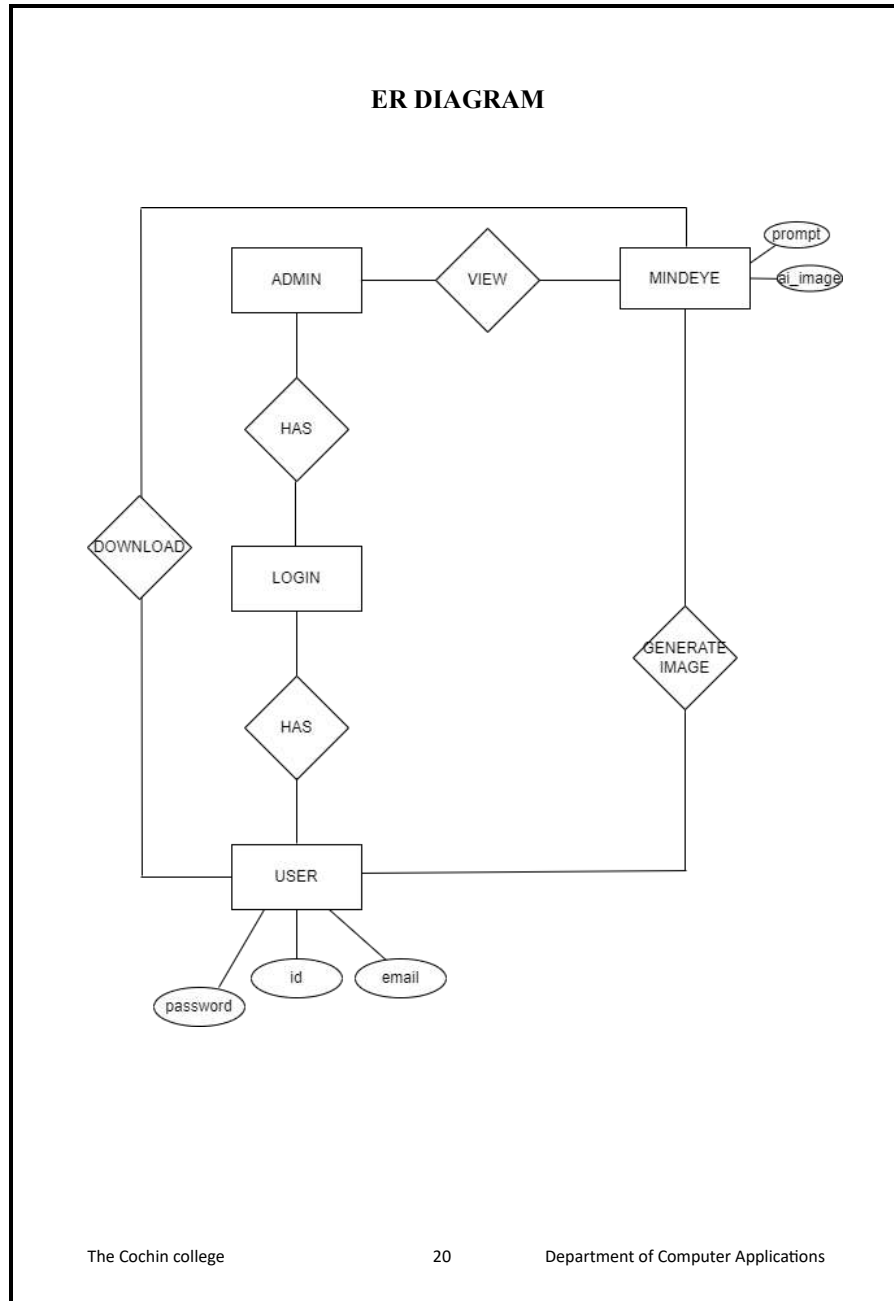 ER DIAGRAM
prompt
ADMIN
VIEW
MINDEYE
ai_image
HAS
DOWNLOAD
LOGIN
GENERATE
IMAGE
HAS
USER
password
id
email
The Cochin college 20 Department of Computer Applications